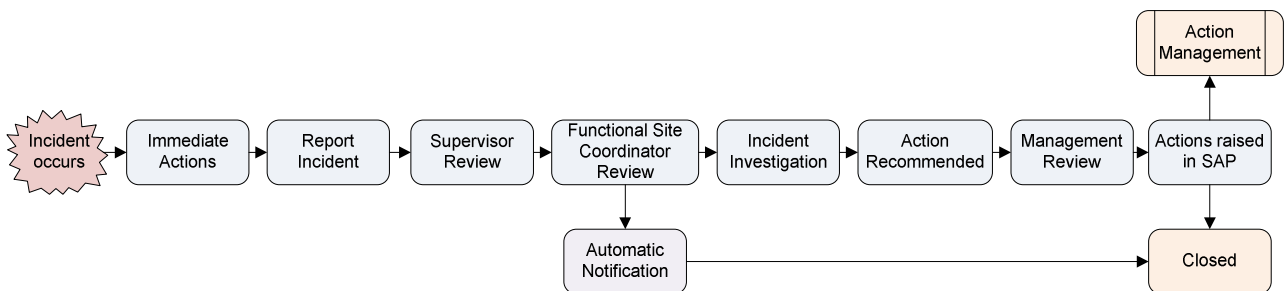 Action
Management
Incident
occurs
Immediate
Actions
Report
Incident
Supervisor
Review
Functional Site
Coordinator
Review
Incident
Investigation
Action
Recommended
Management
Review
Actions raised
in SAP
Automatic
Notification
Closed